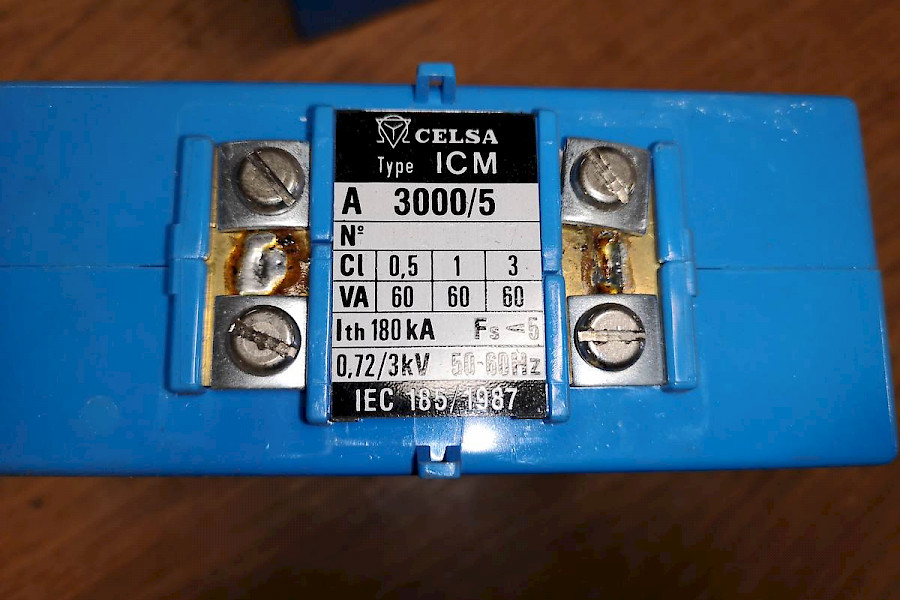 CELSA
Type ICM
A 3000/5
Nº
Cl 0,5 1 3
VA 60 60 60
Ith 180 kA Fs <5
0,72/3kV 50-60Hz
IEC 185/1987